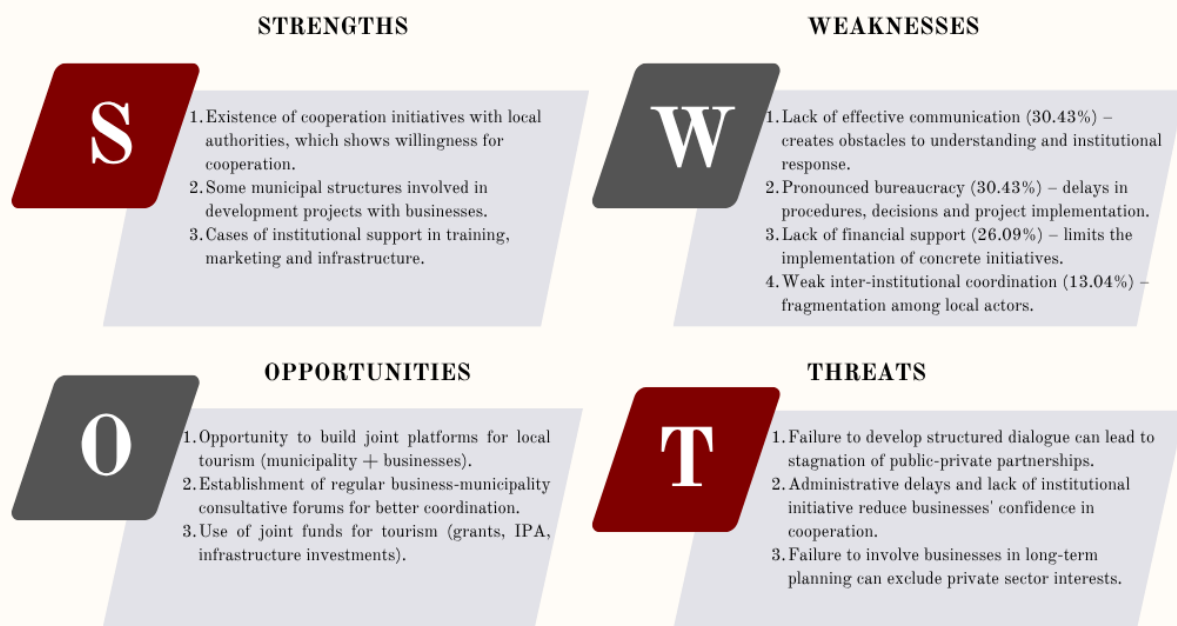 STRENGTHS
S
1. Existence of cooperation initiatives with local
authorities, which shows willingness for
cooperation.
2. Some municipal structures involved in
development projects with businesses.
3. Cases of institutional support in training,
marketing and infrastructure.
WEAKNESSES
W
1. Lack of effective communication (30.43%) –
creates obstacles to understanding and institutional
response.
2. Pronounced bureaucracy (30.43%) – delays in
procedures, decisions and project implementation.
3. Lack of financial support (26.09%) – limits the
implementation of concrete initiatives.
4. Weak inter-institutional coordination (13.04%) –
fragmentation among local actors.
OPPORTUNITIES
O
1. Opportunity to build joint platforms for local
tourism (municipality + businesses).
2. Establishment of regular business-municipality
consultative forums for better coordination.
3. Use of joint funds for tourism (grants, IPA,
infrastructure investments).
THREATS
T
1. Failure to develop structured dialogue can lead to
stagnation of public-private partnerships.
2. Administrative delays and lack of institutional
initiative reduce businesses' confidence in
cooperation.
3. Failure to involve businesses in long-term
planning can exclude private sector interests.